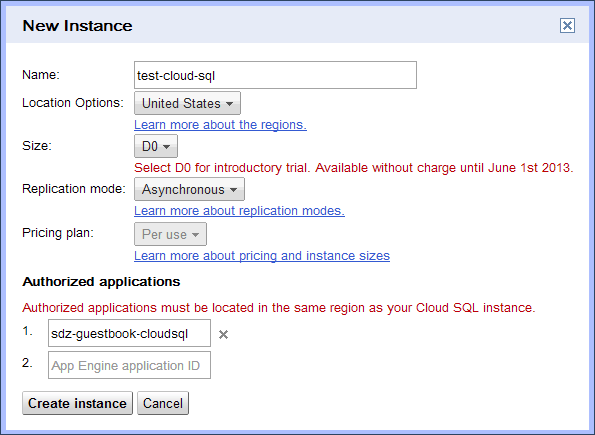 New Instance
Name: test-cloud-sql
Location Options: United States
Learn more about the regions.
Size: D0
Select D0 for introductory trial. Available without charge until June 1st 2013.
Replication mode: Asynchronous
Learn more about replication modes.
Pricing plan: Per use
Learn more about pricing and instance sizes
Authorized applications
Authorized applications must be located in the same region as your Cloud SQL instance.
1. sdz-guestbook-cloudsql
2. App Engine application ID
Create instance Cancel